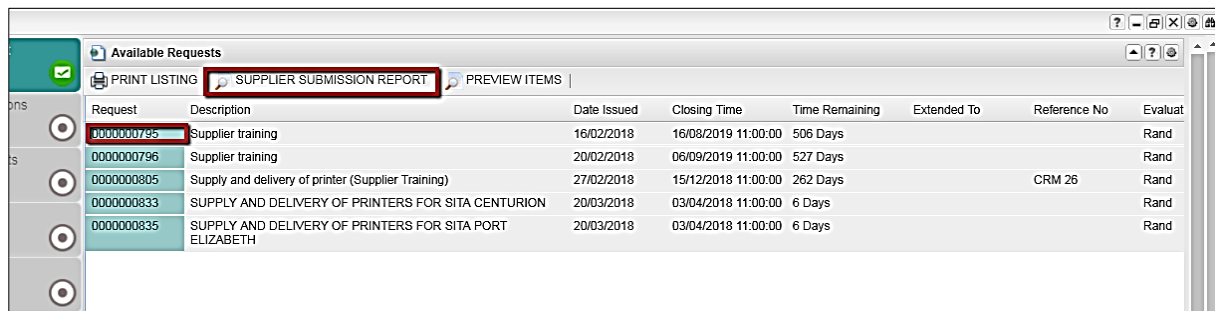 Available Requests
PRINT LISTING SUPPLIER SUBMISSION REPORT PREVIEW ITEMS |
Request Description Date Issued Closing Time Time Remaining Extended To Reference No Evaluat
ons
0000000795 Supplier training 16/02/2018 16/08/2019 11:00:00 506 Days Rand
0000000796 Supplier training 20/02/2018 06/09/2019 11:00:00 527 Days Rand
ts
0000000805 Supply and delivery of printer (Supplier Training) 27/02/2018 15/12/2018 11:00:00 262 Days CRM 26 Rand
0000000833 SUPPLY AND DELIVERY OF PRINTERS FOR SITA CENTURION 20/03/2018 03/04/2018 11:00:00 6 Days Rand
0000000835 SUPPLY AND DELIVERY OF PRINTERS FOR SITA PORT 20/03/2018 03/04/2018 11:00:00 6 Days Rand
ELIZABETH